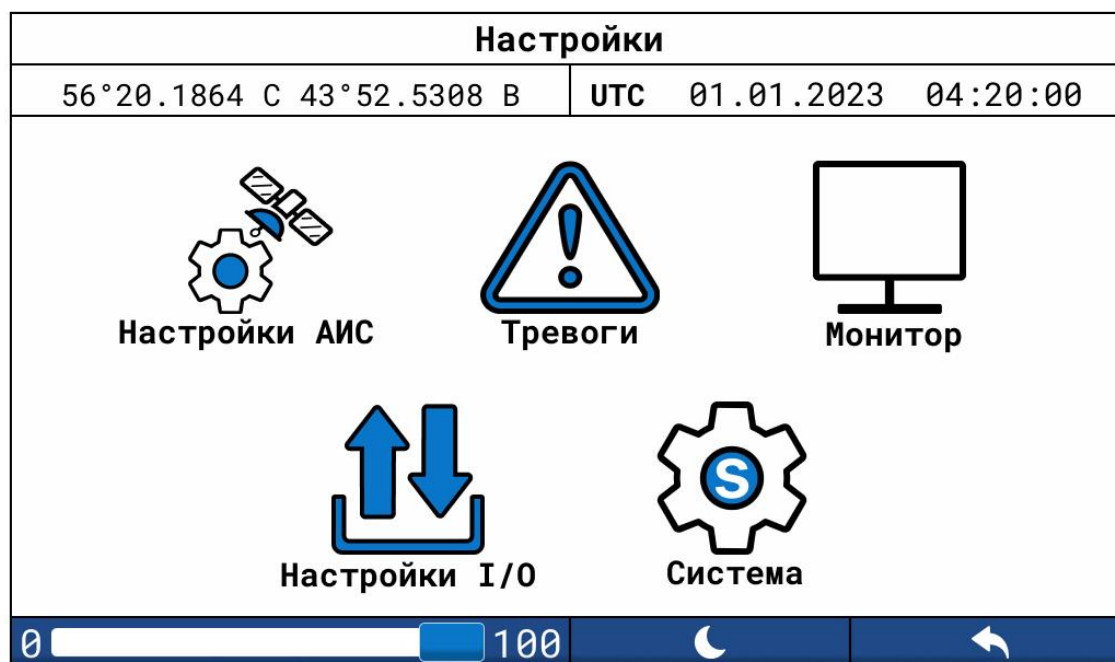 Настройки
56°20.1864 С 43°52.5308 В UTC 01.01.2023 04:20:00
Настройки АИС Тревоги Монитор
Настройки I/O Система
S
0 100